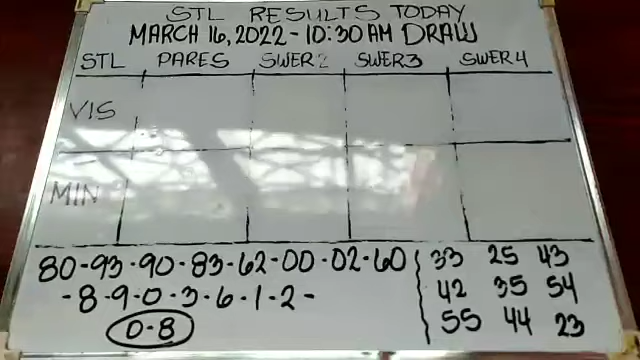 STL RESULTS TODAY
MARCH 16, 2022 - 10:30 AM DRAW
STL PARES SWER2 SWER3 SWER4
VIS
MIN
80-93-90-83-62-00-02-60
-8-9-0-3-6-1-2-
0-8
33 25 43
42 35 54
55 44 23